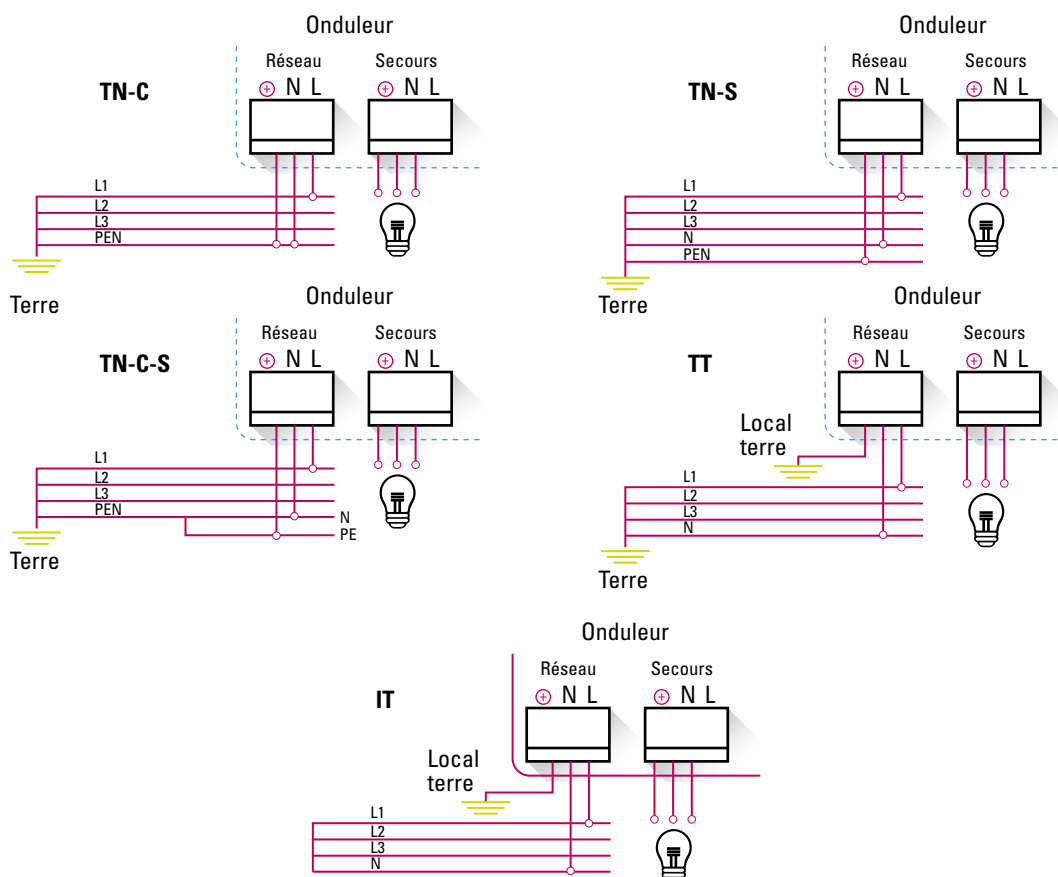 Onduleur
Réseau Secours
TN-C
N L N L
L1
L2
L3
PEN
Terre
Onduleur
Réseau Secours
TN-S
N L N L
L1
L2
L3
N
PEN
Terre
Onduleur
Réseau Secours
TN-C-S
N L N L
L1
L2
L3
PEN
N
PE
Terre
Onduleur
Réseau Secours
TT
N L N L
Local
terre
L1
L2
L3
N
Terre
Onduleur
Réseau Secours
IT
N L N L
Local
terre
L1
L2
L3
N